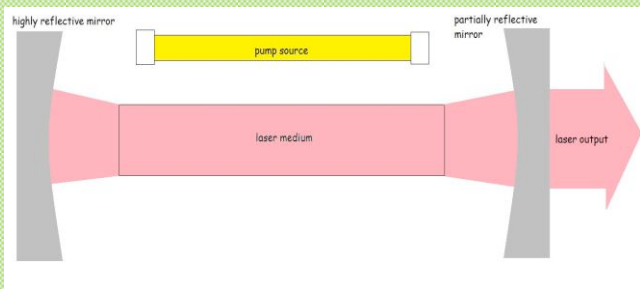 highly reflective mirror
partially reflective
mirror
pump source
laser medium
laser output